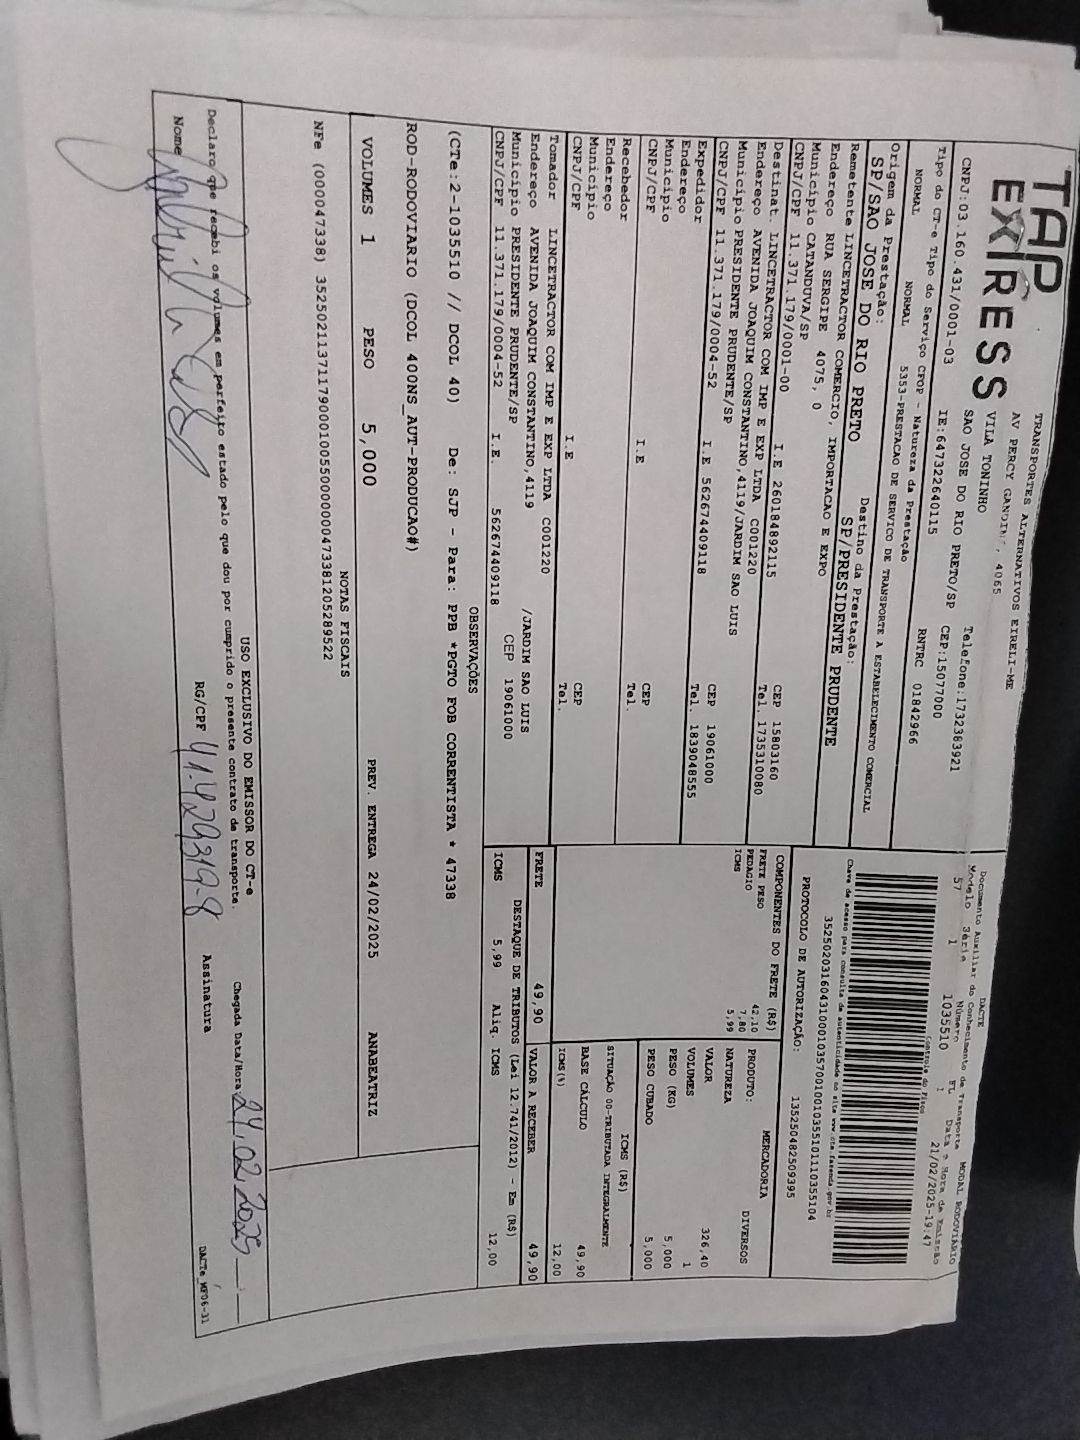 TAP
EXPRESS
TRANSPORTES ALTERNATIVOS EIRELI-ME
AV PERCY GANDINI, 4065
VILA TONINHO
SAO JOSE DO RIO PRETO/SP
Telefone:1732383921
CNPJ:03.160.431/0001-03
IE:647322640115
CEP:15077000
Tipo do CT-e Tipo do Serviço CFOP - Natureza da Prestação
RNTRC 01842966
NORMAL NORMAL 5353-PRESTACAO DE SERVICO DE TRANSPORTE A ESTABELECIMENTO COMERCIAL
Origem da Prestação: Destino da Prestação:
SP/SAO JOSE DO RIO PRETO SP/PRESIDENTE PRUDENTE
Remetente LINCETRACTOR COMERCIO, IMPORTACAO E EXPO
Endereço RUA SERGIPE 4075, 0
Município CATANDUVA/SP CEP 15803160
CNPJ/CPF 11.371.179/0001-00 I.E 260184892115 Tel. 1735310080
Destinat. LINCETRACTOR COM IMP E EXP LTDA C001220
Endereço AVENIDA JOAQUIM CONSTANTINO,4119/JARDIM SAO LUIS
Município PRESIDENTE PRUDENTE/SP CEP 19061000
CNPJ/CPF 11.371.179/0004-52 I.E 562674409118 Tel. 1839048555
Expedidor
Endereço
Município CEP
CNPJ/CPF I.E Tel.
Recebedor
Endereço
Município CEP
CNPJ/CPF I.E Tel.
Tomador LINCETRACTOR COM IMP E EXP LTDA C001220
Endereço AVENIDA JOAQUIM CONSTANTINO,4119 /JARDIM SAO LUIS
Município PRESIDENTE PRUDENTE/SP CEP 19061000
CNPJ/CPF 11.371.179/0004-52 I.E. 562674409118
DACTE MODAL RODOVIÁRIO
Documento Auxiliar do Conhecimento de Transporte
Modelo Série Número FL Data e Hora de Emissão
57 1 1035510 1 21/02/2025-19:47
Controle do Fisco
Chave de acesso para consulta de autenticidade no site www.cte.fazenda.gov.br
35250203160431000103570010010355101110355104
PROTOCOLO DE AUTORIZAÇÃO: 135250482509395
COMPONENTES DO FRETE (R$)
FRETE PESO 42,10
PEDAGIO 7,80
ICMS 5,99
PRODUTO: MERCADORIA
NATUREZA DIVERSOS
VALOR 326,40
VOLUMES 1
PESO (KG) 5,000
PESO CUBADO 5,000
ICMS (R$)
SITUAÇÃO 00-TRIBUTADA INTEGRALMENTE
BASE CÁLCULO 49,90
ICMS(%) 12,00
FRETE 49,90
VALOR A RECEBER 49,90
DESTAQUE DE TRIBUTOS (Lei 12.741/2012) - Em (R$)
ICMS 5,99 Aliq. ICMS 12,00
OBSERVAÇÕES
(CTe:2-1035510 // DCOL 40) De: SJP - Para: PPB *PGTO FOB CORRENTISTA * 47338
ROD-RODOVIARIO (DCOL 400NS_AUT-PRODUCAO#)
VOLUMES 1 PESO 5,000 PREV. ENTREGA 24/02/2025 ANABEATRIZ
NOTAS FISCAIS
NFe (000047338) 35250211371179000100550000000473381205289522
USO EXCLUSIVO DO EMISSOR DO CT-e
Declaro que recebi os volumes em perfeito estado pelo que dou por cumprido o presente contrato de transporte.
Chegada Data/Hora 24.02.2025
Nome RG/CPF 41.429319-8 Assinatura
DACTe_MF06-31